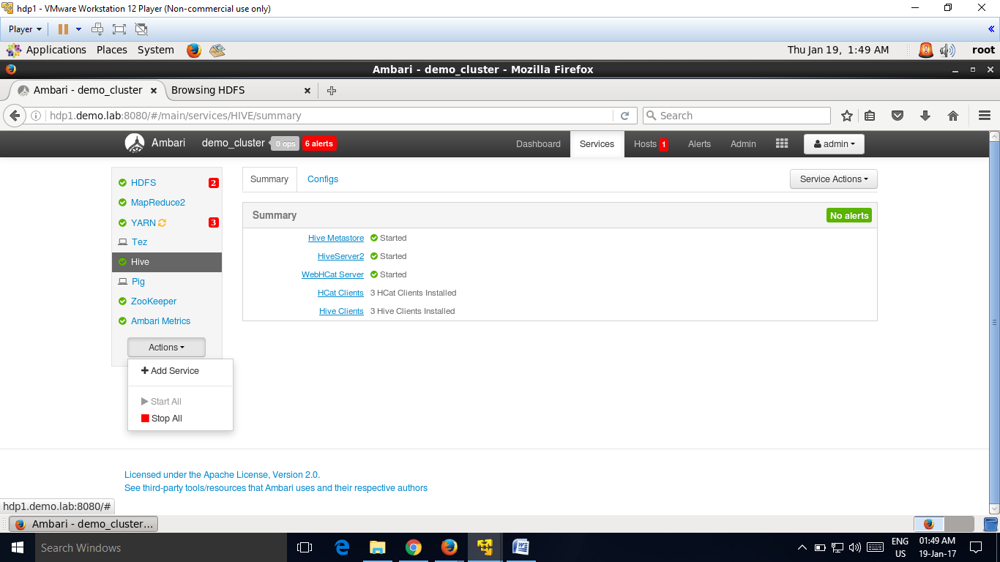 hdp1 - VMware Workstation 12 Player (Non-commercial use only)
Player
Applications Places System Thu Jan 19, 1:49 AM root
Ambari - demo_cluster - Mozilla Firefox
Ambari - demo_cluster Browsing HDFS
hdp1.demo.lab:8080/#/main/services/HIVE/summary Search
Ambari demo_cluster 0 ops 6 alerts Dashboard Services Hosts 1 Alerts Admin admin
HDFS 2
MapReduce2
YARN 3
Tez
Hive
Pig
ZooKeeper
Ambari Metrics
Actions
Add Service
Start All
Stop All
Summary Configs Service Actions
Summary No alerts
Hive Metastore Started
HiveServer2 Started
WebHCat Server Started
HCat Clients 3 HCat Clients Installed
Hive Clients 3 Hive Clients Installed
Licensed under the Apache License, Version 2.0.
See third-party tools/resources that Ambari uses and their respective authors
hdp1.demo.lab:8080/#
Ambari - demo_cluster...
Search Windows
ENG 01:49 AM
US 19-Jan-17